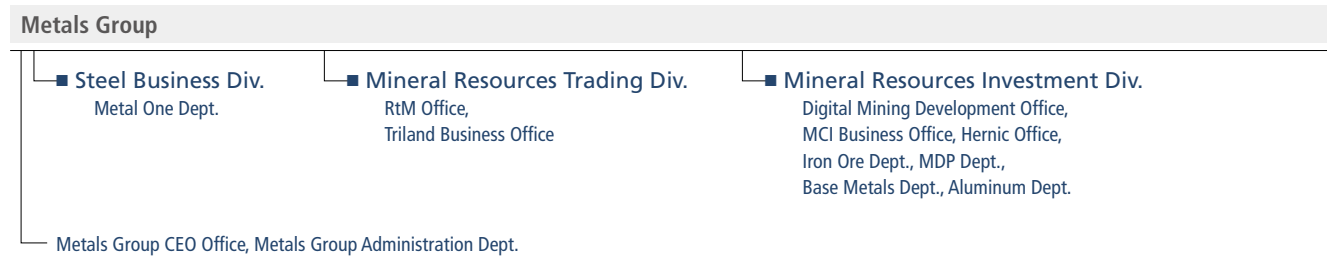 Metals Group
Steel Business Div.
Metal One Dept.
Mineral Resources Trading Div.
RtM Office,
Triland Business Office
Mineral Resources Investment Div.
Digital Mining Development Office,
MCI Business Office, Hernic Office,
Iron Ore Dept., MDP Dept.,
Base Metals Dept., Aluminum Dept.
Metals Group CEO Office, Metals Group Administration Dept.